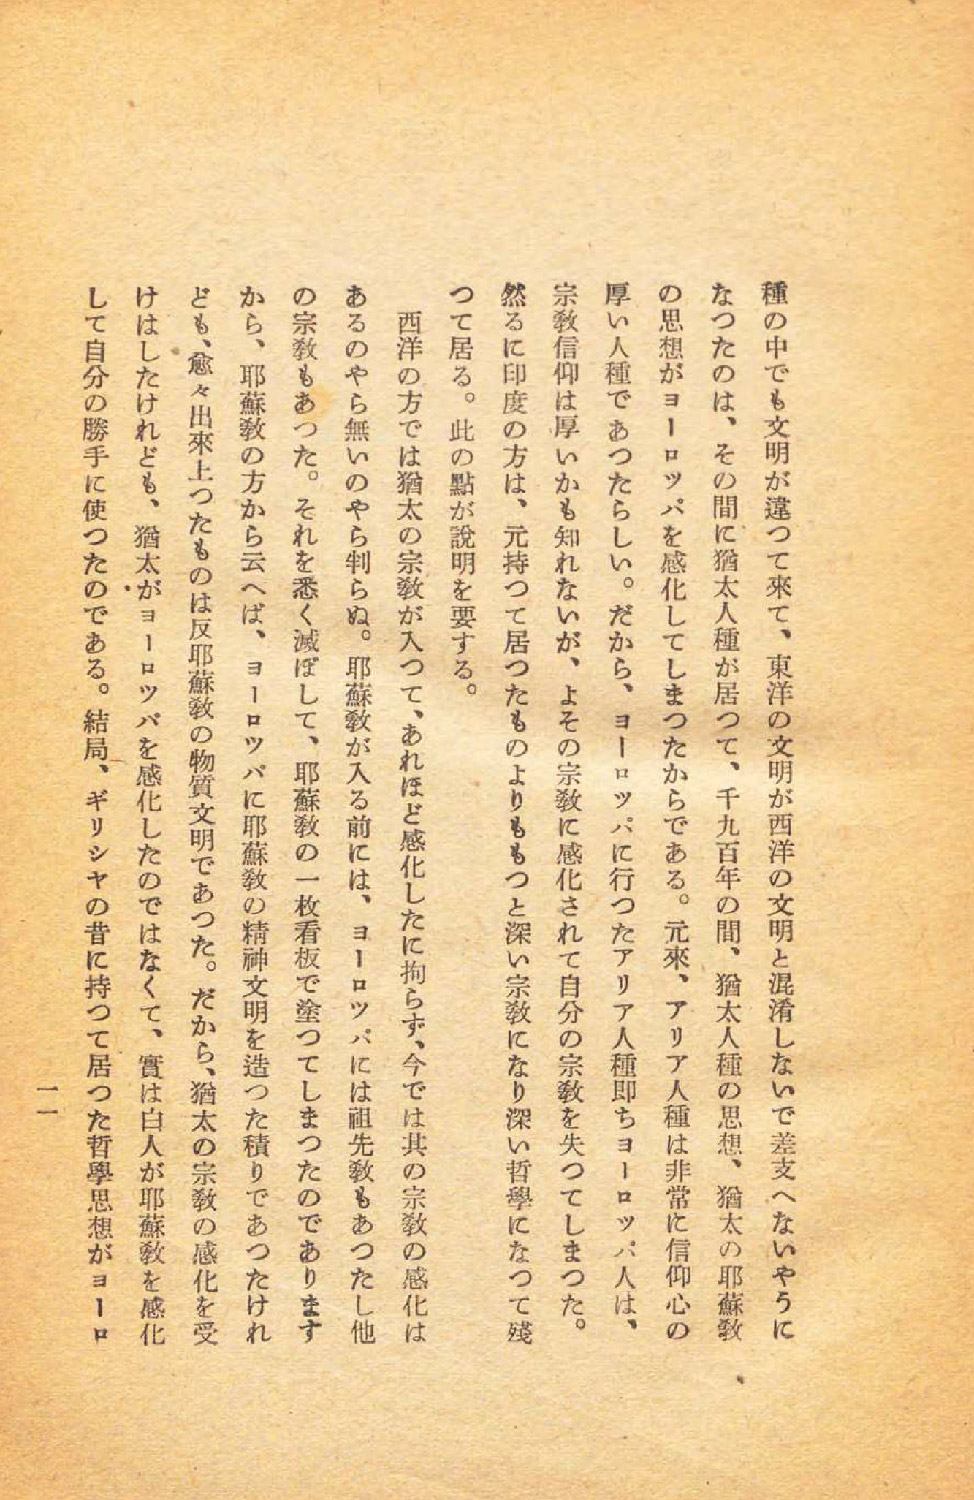 種の中でも文明が違つて來て、東洋の文明が西洋の文明と混淆しないで差支へないやうに
なつたのは、その間に猶太人種が居つて、千九百年の間、猶太人種の思想、猶太の耶蘇敎
の思想がヨーロッパを感化してしまつたからである。元來、アリア人種は非常に信仰心の
厚い人種であつたらしい。だから、ヨーロッパに行つたアリア人種卽ちヨーロッパ人は、
宗敎信仰は厚いかも知れないが、よその宗敎に感化されて自分の宗敎を失つてしまつた。
然るに印度の方は、元持つて居つたものよりももつと深い宗敎になり深い哲學になつて殘
つて居る。此の點が說明を要する。
西洋の方では猶太の宗敎が入つて、あれほど感化したに拘らず、今では其の宗敎の感化は
あるのやら無いのやら判らぬ。耶蘇敎が入る前には、ヨーロッパには祖先敎もあつたし他
の宗敎もあつた。それを悉く滅ぼして、耶蘇敎の一枚看板で塗つてしまつたのであります
から、耶蘇敎の方から云へば、ヨーロッパに耶蘇敎の精神文明を造つた積りであつたけれ
ども、愈々出來上つたものは反耶蘇敎の物質文明であつた。だから、猶太の宗敎の感化を受
けはしたけれども、猶太がヨーロッパを感化したのではなくて、實は白人が耶蘇敎を感化
して自分の勝手に使つたのである。結局、ギリシヤの昔に持つて居つた哲學思想がヨーロ
一一